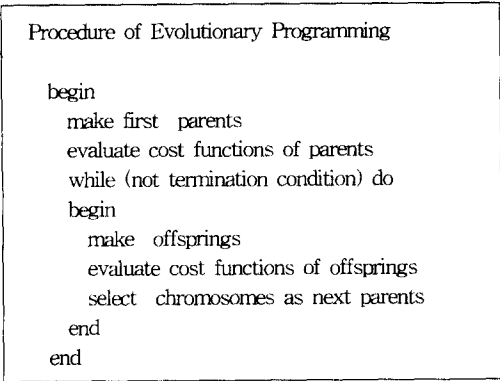 Procedure of Evolutionary Programming
begin
make first parents
evaluate cost functions of parents
while (not termination condition) do
begin
make offsprings
evaluate cost functions of offsprings
select chromosomes as next parents
end
end